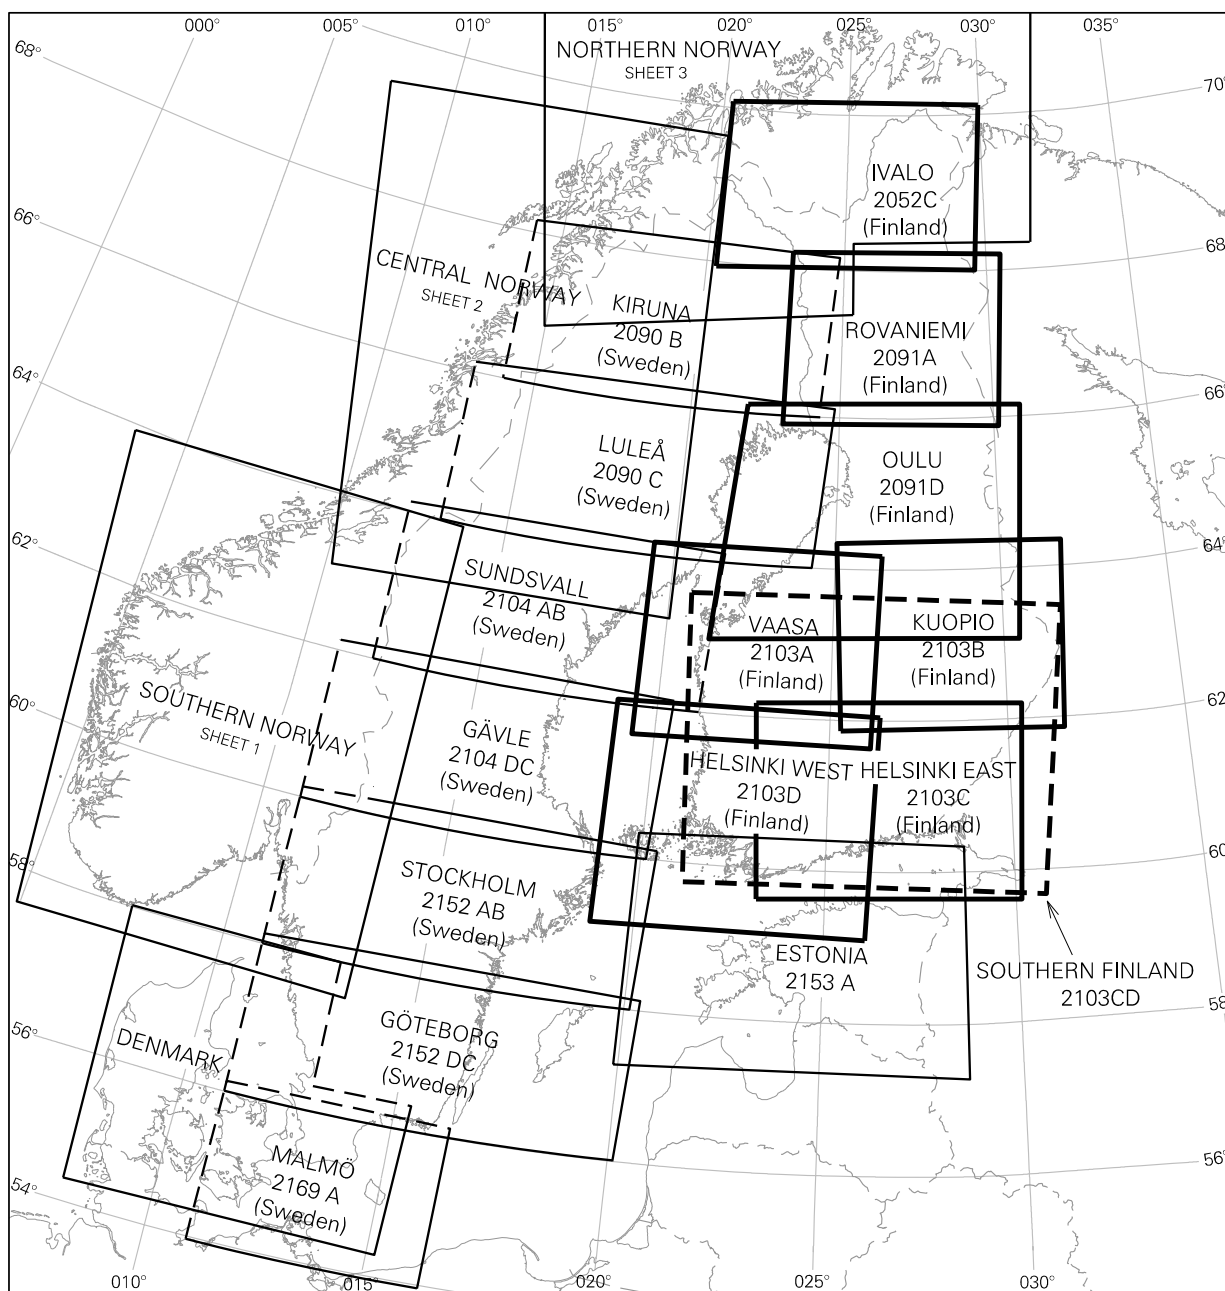 000°
005°
010°
015°
020°
025°
030°
035°
68°
66°
64°
62°
60°
58°
56°
54°
70°
68°
66°
64°
62°
60°
58°
56°
010°
015°
020°
025°
030°
NORTHERN NORWAY
SHEET 3
IVALO
2052C
(Finland)
CENTRAL NORWAY
SHEET 2
KIRUNA
2090 B
(Sweden)
ROVANIEMI
2091A
(Finland)
LULEÅ
2090 C
(Sweden)
OULU
2091D
(Finland)
SUNDSVALL
2104 AB
(Sweden)
VAASA
2103A
(Finland)
KUOPIO
2103B
(Finland)
SOUTHERN NORWAY
SHEET 1
GÄVLE
2104 DC
(Sweden)
HELSINKI WEST
2103D
(Finland)
HELSINKI EAST
2103C
(Finland)
STOCKHOLM
2152 AB
(Sweden)
ESTONIA
2153 A
SOUTHERN FINLAND
2103CD
DENMARK
GÖTEBORG
2152 DC
(Sweden)
MALMÖ
2169 A
(Sweden)